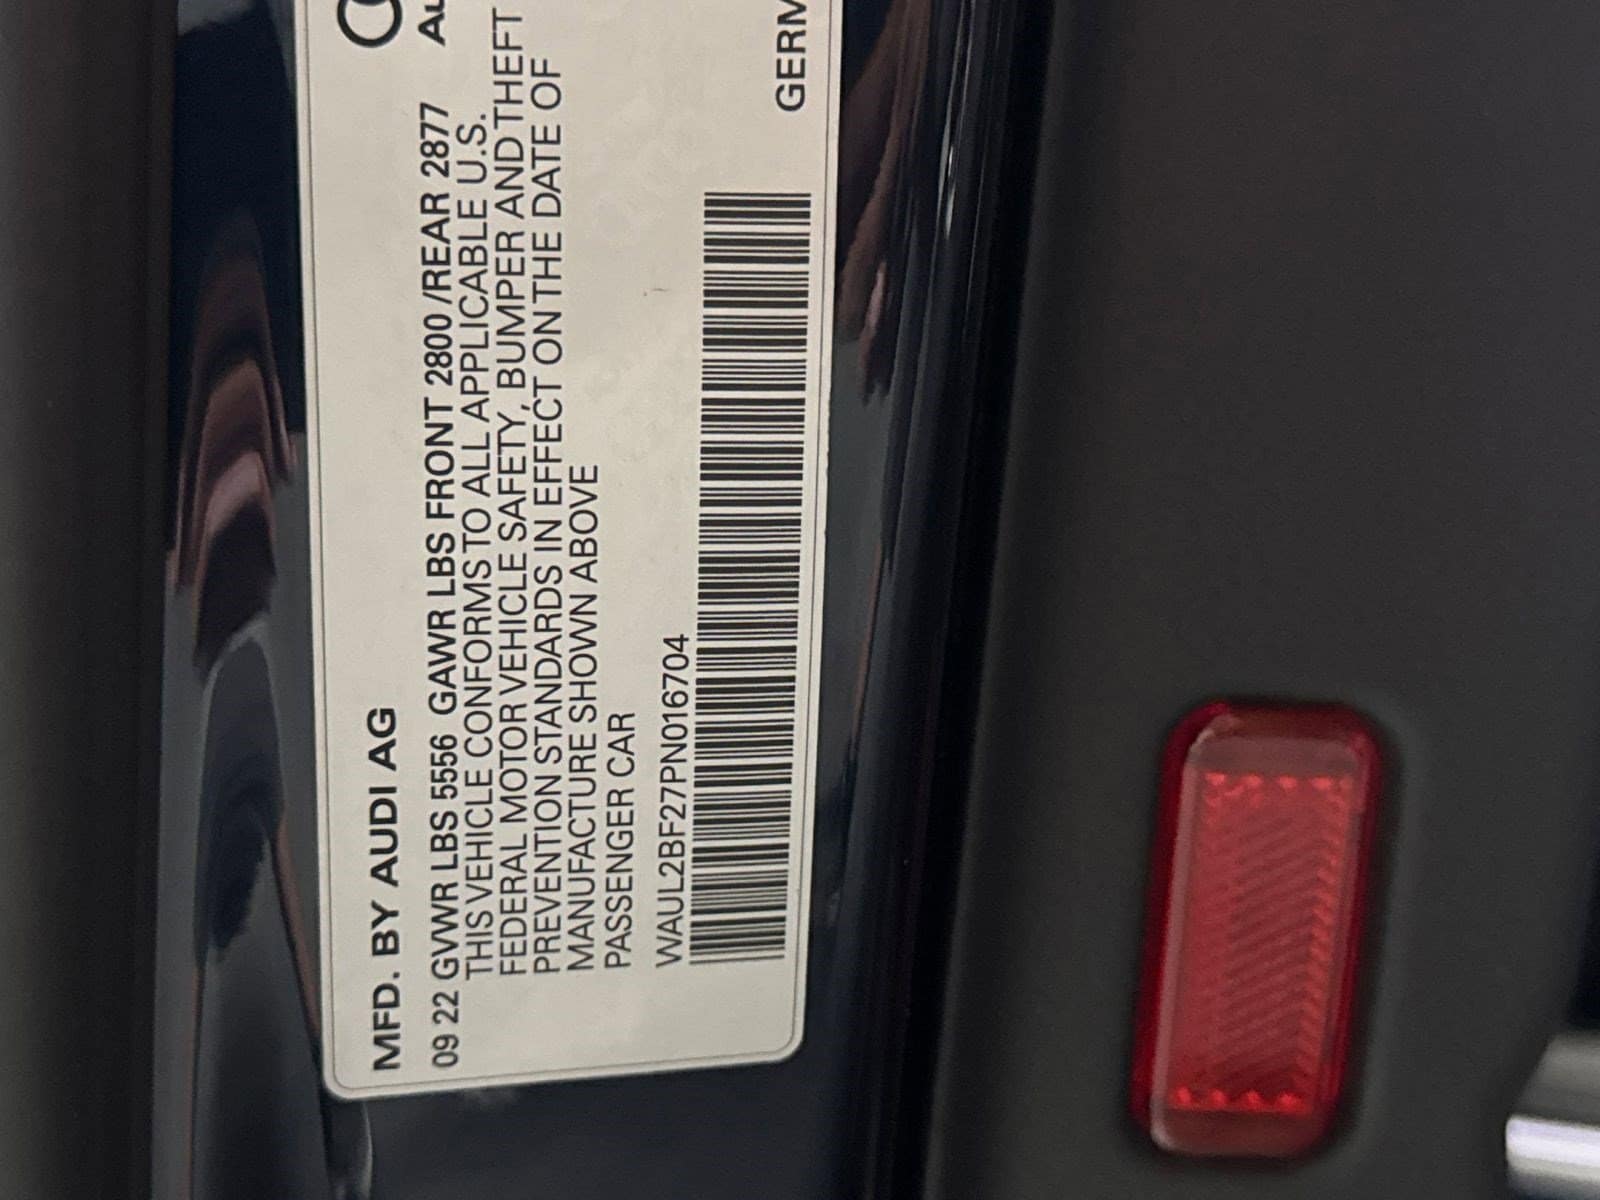 MFD. BY AUDI AG
09 22 GVWR LBS 5556 GAWR LBS FRONT 2800 /REAR 2877
THIS VEHICLE CONFORMS TO ALL APPLICABLE U.S.
FEDERAL MOTOR VEHICLE SAFETY, BUMPER AND THEFT
PREVENTION STANDARDS IN EFFECT ON THE DATE OF
MANUFACTURE SHOWN ABOVE
PASSENGER CAR
WAUL2BF27PN016704
GERM